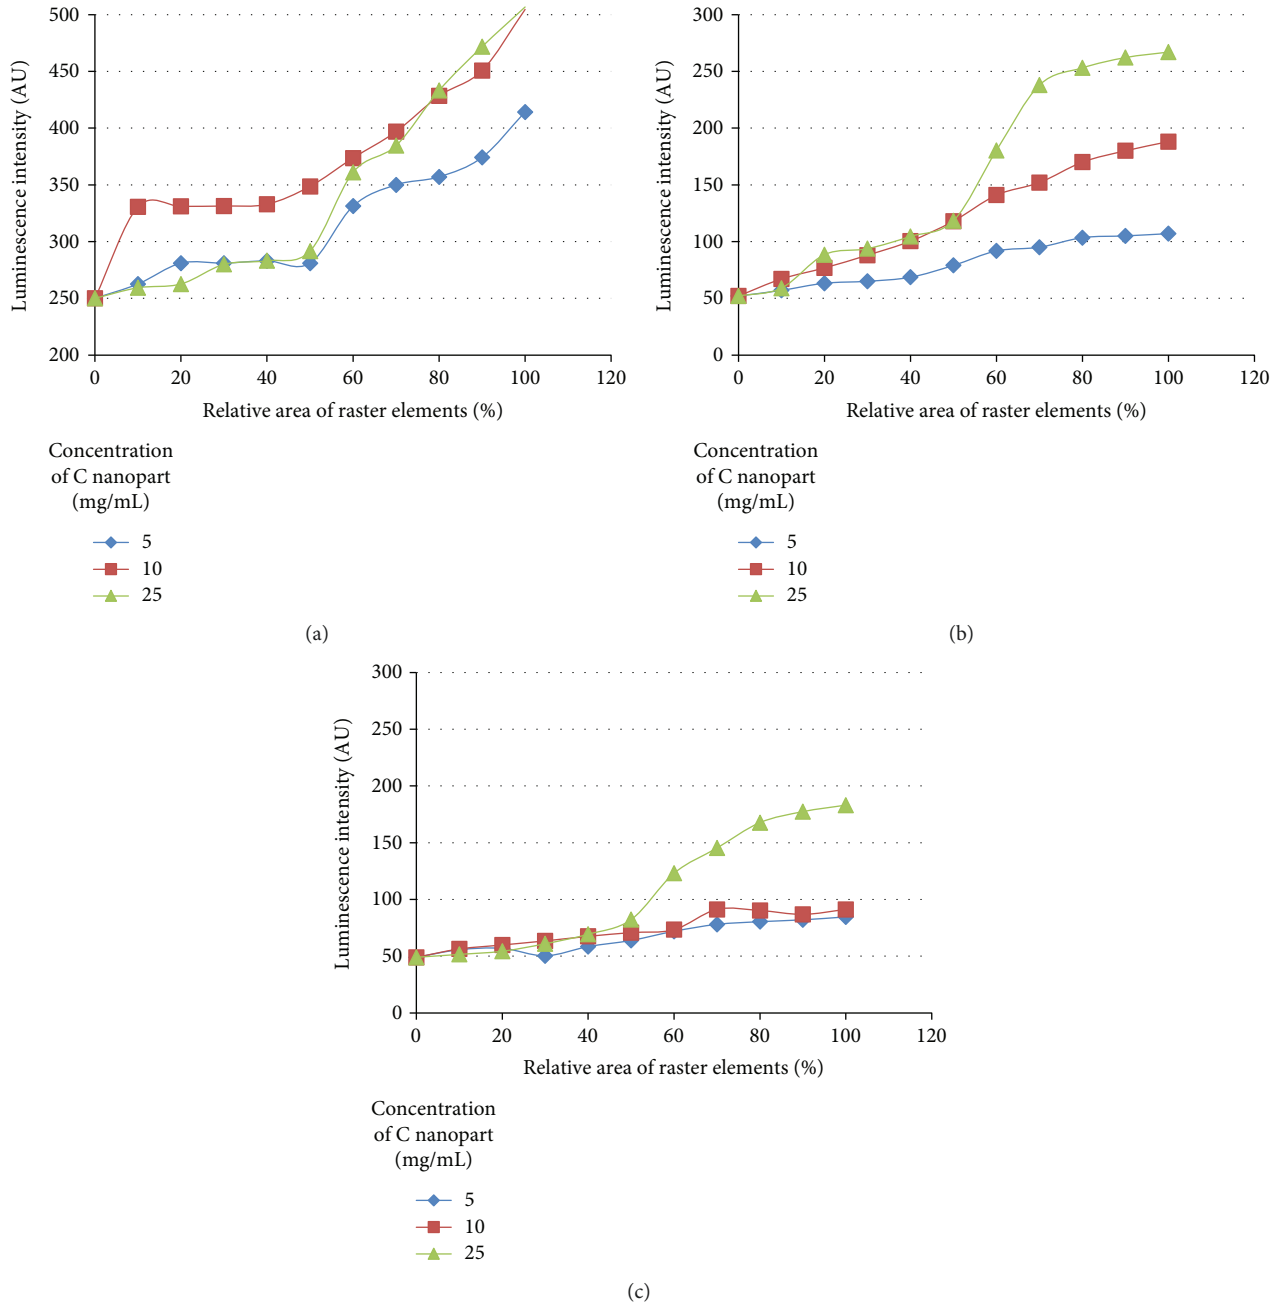 Luminescence intensity (AU)
500
450
400
350
300
250
200
0 20 40 60 80 100 120
Relative area of raster elements (%)
Concentration
of C nanopart
(mg/mL)
5
10
25
(a)
Luminescence intensity (AU)
300
250
200
150
100
50
0
0 20 40 60 80 100 120
Relative area of raster elements (%)
Concentration
of C nanopart
(mg/mL)
5
10
25
(b)
Luminescence intensity (AU)
300
250
200
150
100
50
0
0 20 40 60 80 100 120
Relative area of raster elements (%)
Concentration
of C nanopart
(mg/mL)
5
10
25
(c)